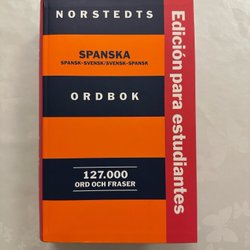 NORSTEDTS
SPANSKA
SPANSK-SVENSK/SVENSK-SPANSK
ORDBOK
127.000
ORD OCH FRASER
Edición para estudiantes